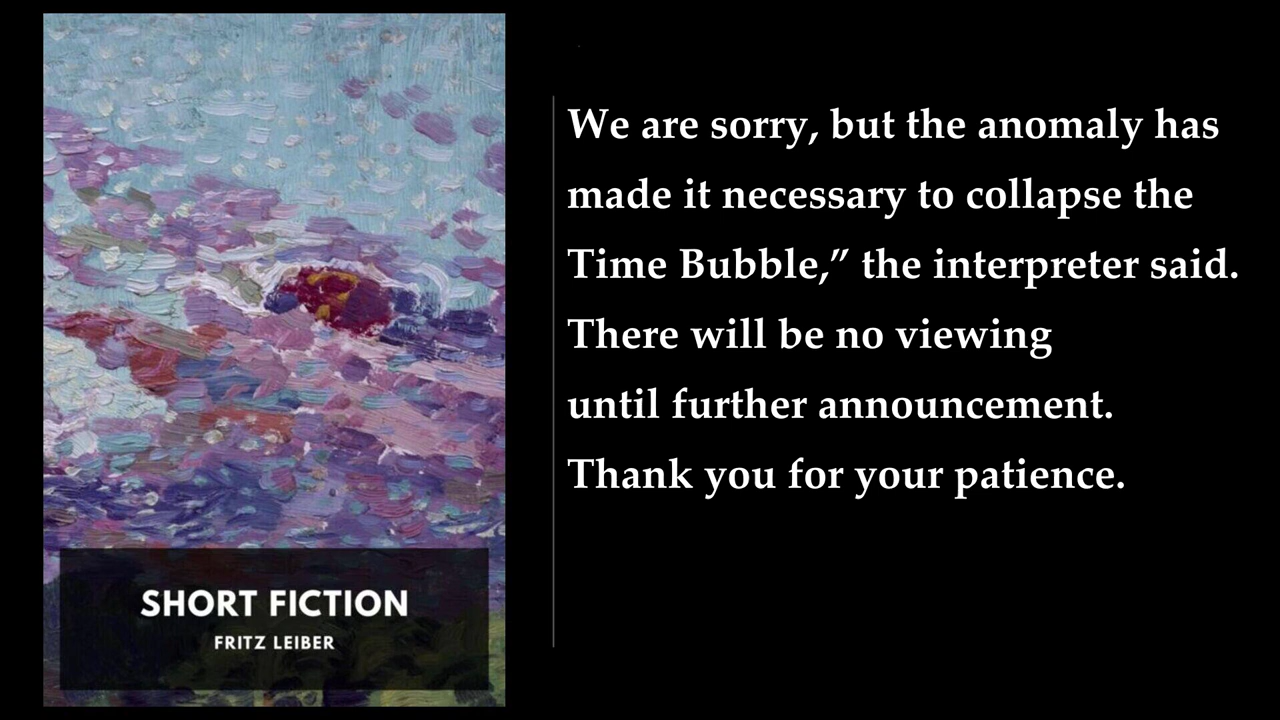 We are sorry, but the anomaly has
made it necessary to collapse the
Time Bubble,” the interpreter said.
There will be no viewing
until further announcement.
Thank you for your patience.
SHORT FICTION
FRITZ LEIBER